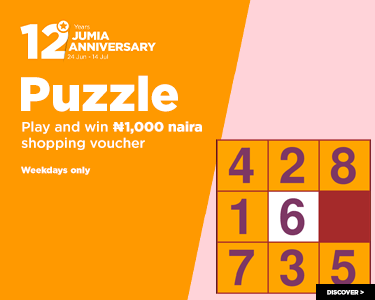 12 Years
JUMIA
ANNIVERSARY
24 Jun - 14 Jul
Puzzle
Play and win ₦1,000 naira
shopping voucher
Weekdays only
4 2 8
1 6
7 3 5
DISCOVER >